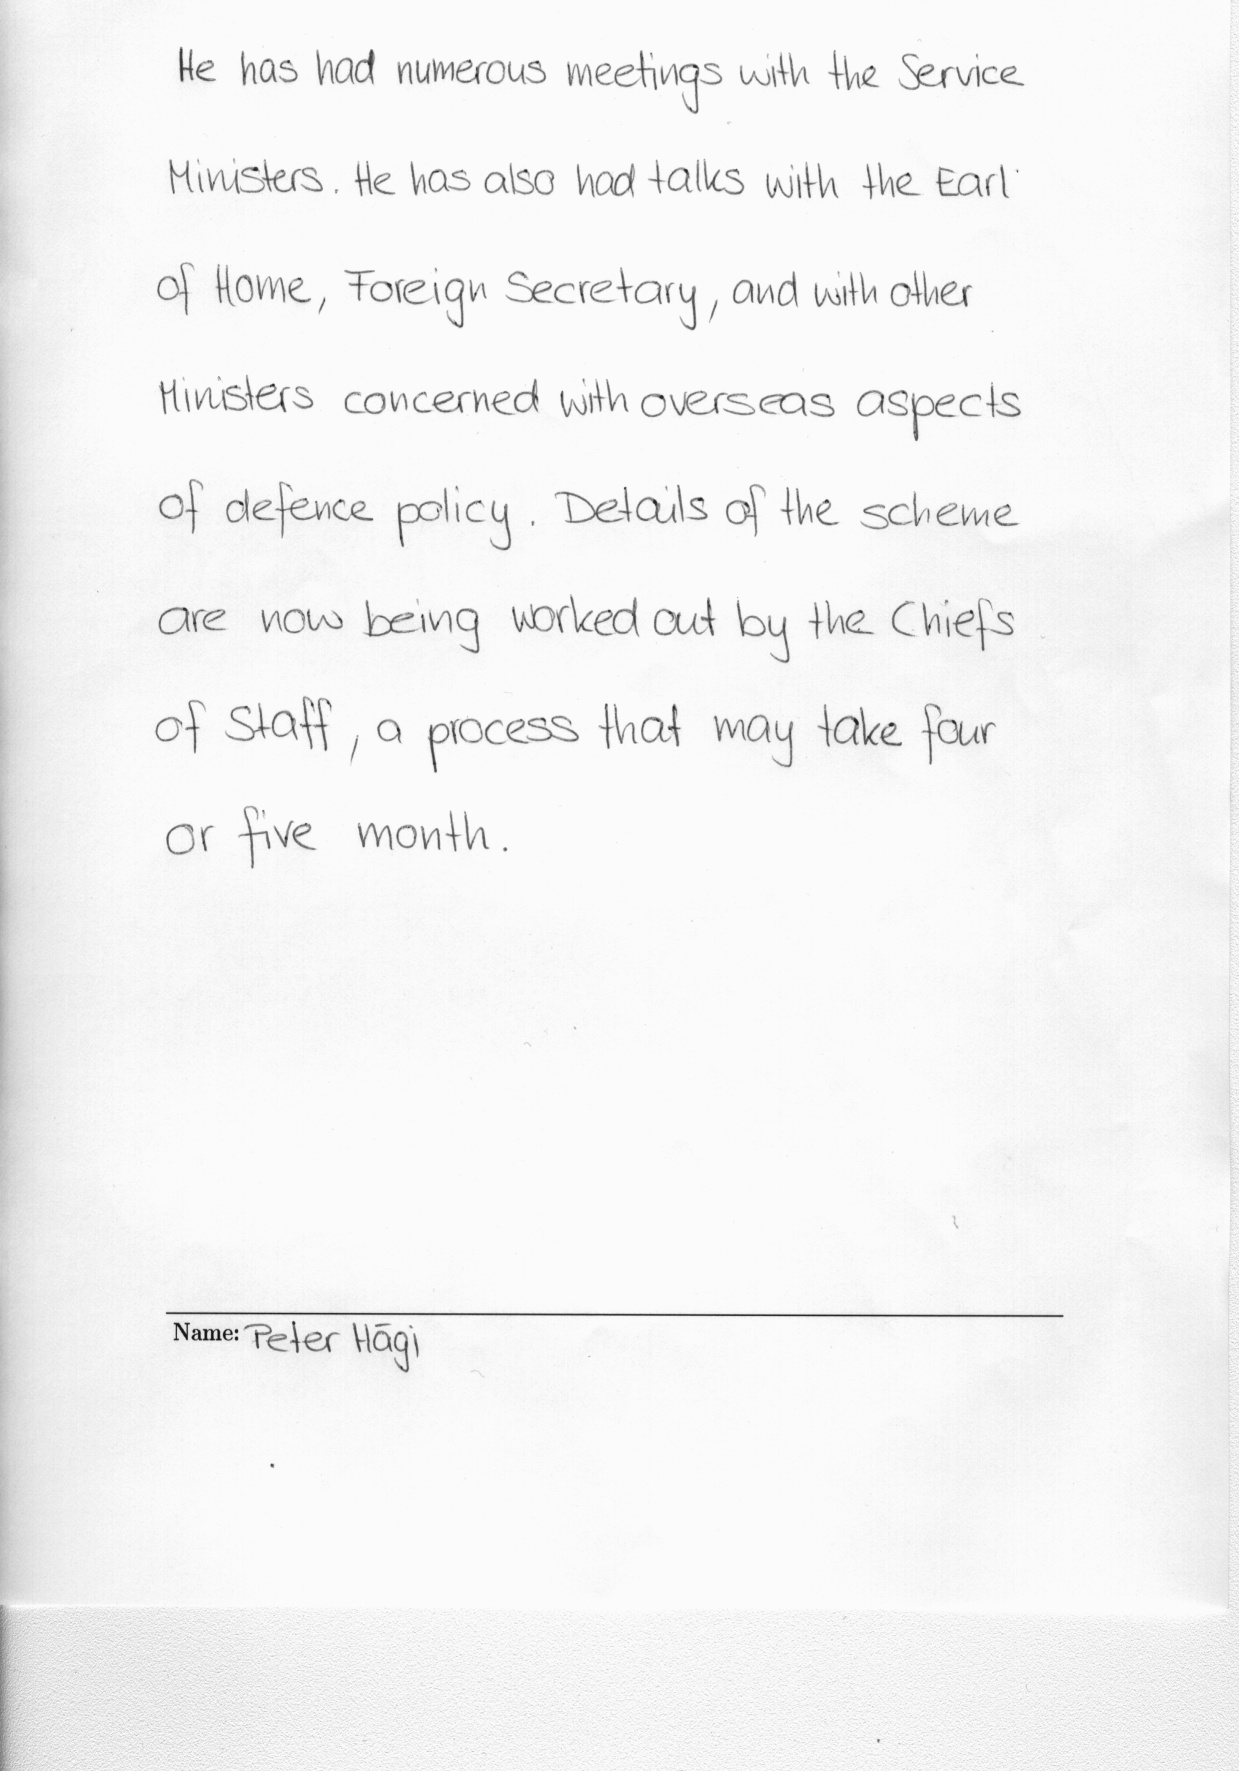 He has had numerous meetings with the Service
Ministers. He has also had talks with the Earl
of Home, Foreign Secretary, and with other
Ministers concerned with overseas aspects
of defence policy. Details of the scheme
are now being worked out by the Chiefs
of Staff, a process that may take four
or five month.
Name: Peter Hāgi